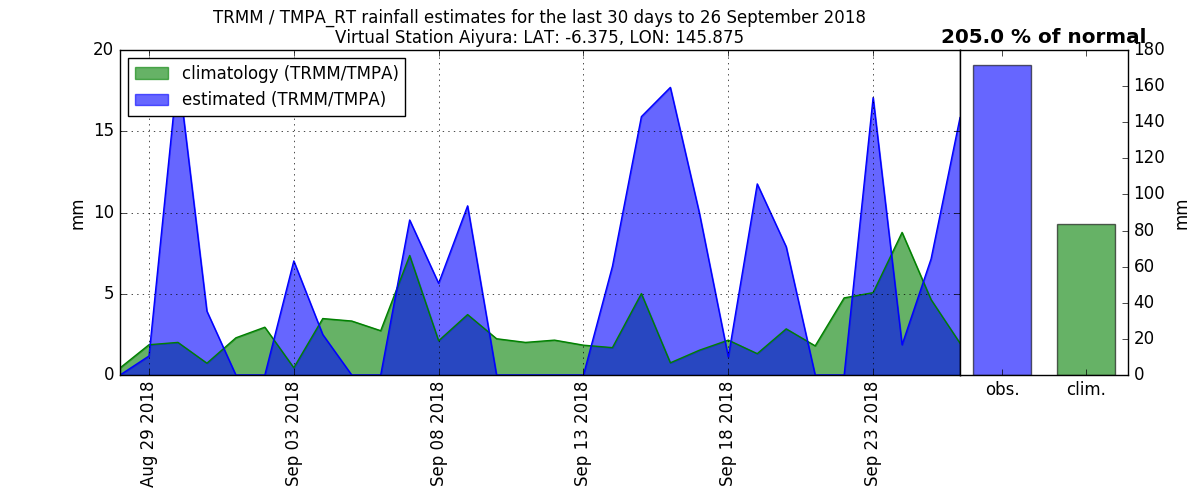 TRMM / TMPA_RT rainfall estimates for the last 30 days to 26 September 2018
Virtual Station Aiyura: LAT: -6.375, LON: 145.875
205.0 % of normal
climatology (TRMM/TMPA)
estimated (TRMM/TMPA)
20
15
10
5
0
mm
180
160
140
120
100
80
60
40
20
0
mm
obs.
clim.
Aug 29 2018
Sep 03 2018
Sep 08 2018
Sep 13 2018
Sep 18 2018
Sep 23 2018